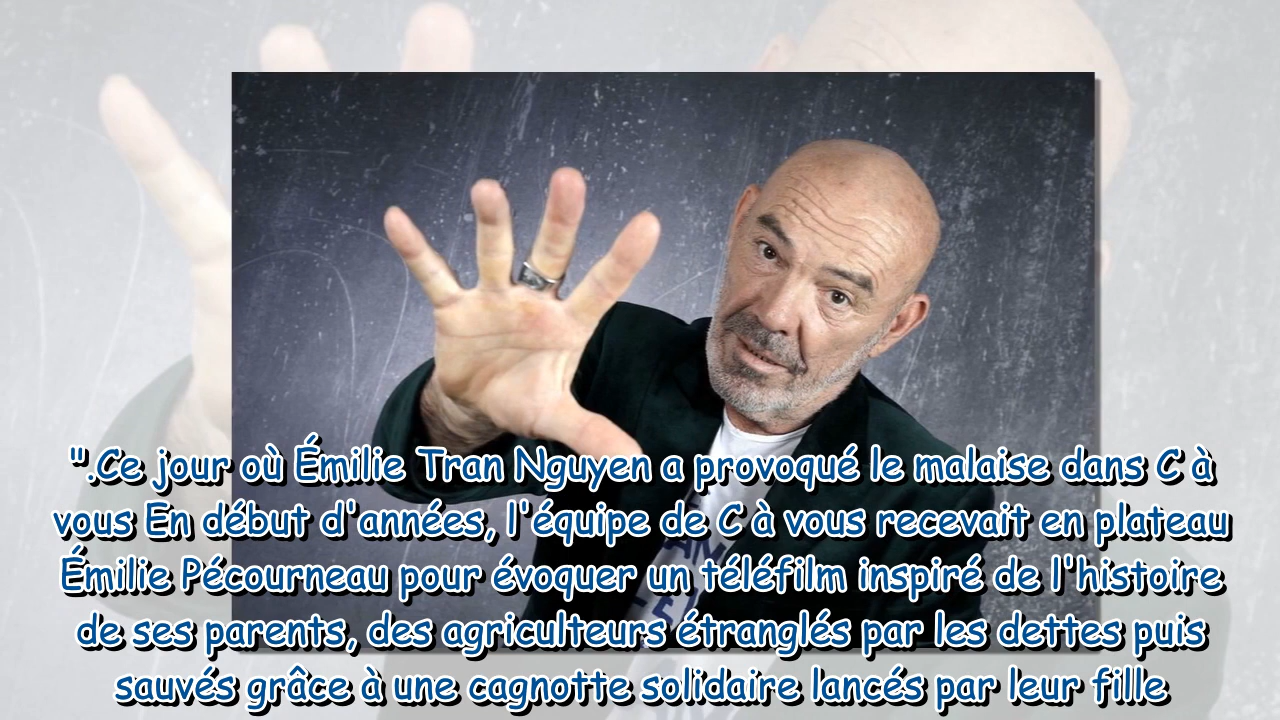 ".Ce jour où Émilie Tran Nguyen a provoqué le malaise dans C à
vous En début d'années, l'équipe de C à vous recevait en plateau
Émilie Pécourneau pour évoquer un téléfilm inspiré de l'histoire
de ses parents, des agriculteurs étranglés par les dettes puis
sauvés grâce à une cagnotte solidaire lancés par leur fille